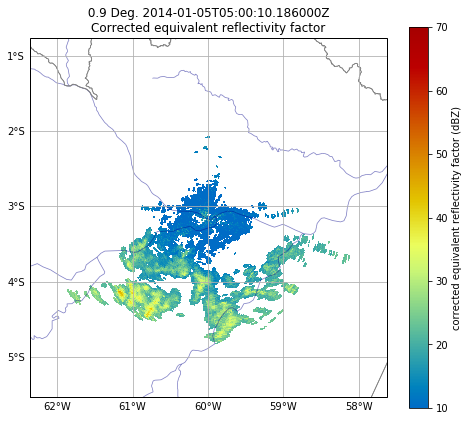 0.9 Deg. 2014-01-05T05:00:10.186000Z
Corrected equivalent reflectivity factor
1°S
2°S
3°S
4°S
5°S
62°W
61°W
60°W
59°W
58°W
70
60
50
40
30
20
10
corrected equivalent reflectivity factor (dBZ)